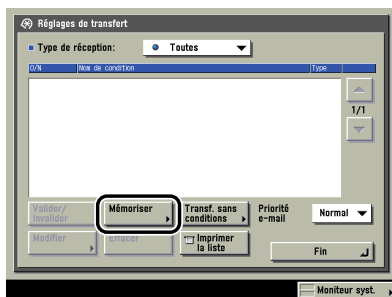 Réglages de transfert
Type de réception: Toutes
O/N Nom de condition Type
1/1
Valider/
Invalider
Mémoriser
Transf. sans
conditions
Priorité
e-mail
Normal
Modifier
Effacer
Imprimer
la liste
Fin
Moniteur syst.